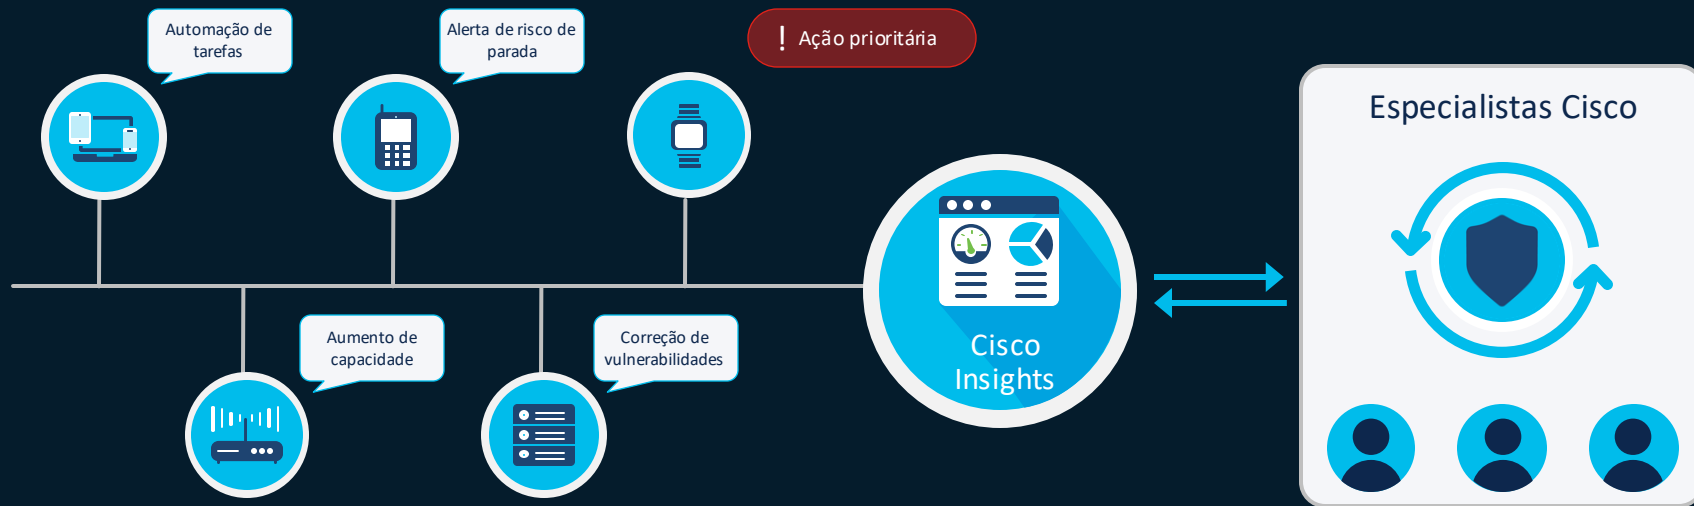 Automação de
tarefas
Alerta de risco de
parada
! Ação prioritária
Especialistas Cisco
Aumento de
capacidade
Correção de
vulnerabilidades
Cisco
Insights